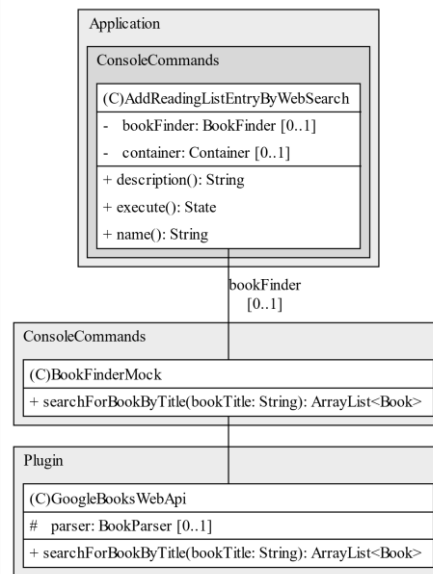 Application
ConsoleCommands
(C)AddReadingListEntryByWebSearch
- bookFinder: BookFinder [0..1]
- container: Container [0..1]
+ description(): String
+ execute(): State
+ name(): String
bookFinder
[0..1]
ConsoleCommands
(C)BookFinderMock
+ searchForBookByTitle(bookTitle: String): ArrayList<Book>
Plugin
(C)GoogleBooksWebApi
# parser: BookParser [0..1]
+ searchForBookByTitle(bookTitle: String): ArrayList<Book>